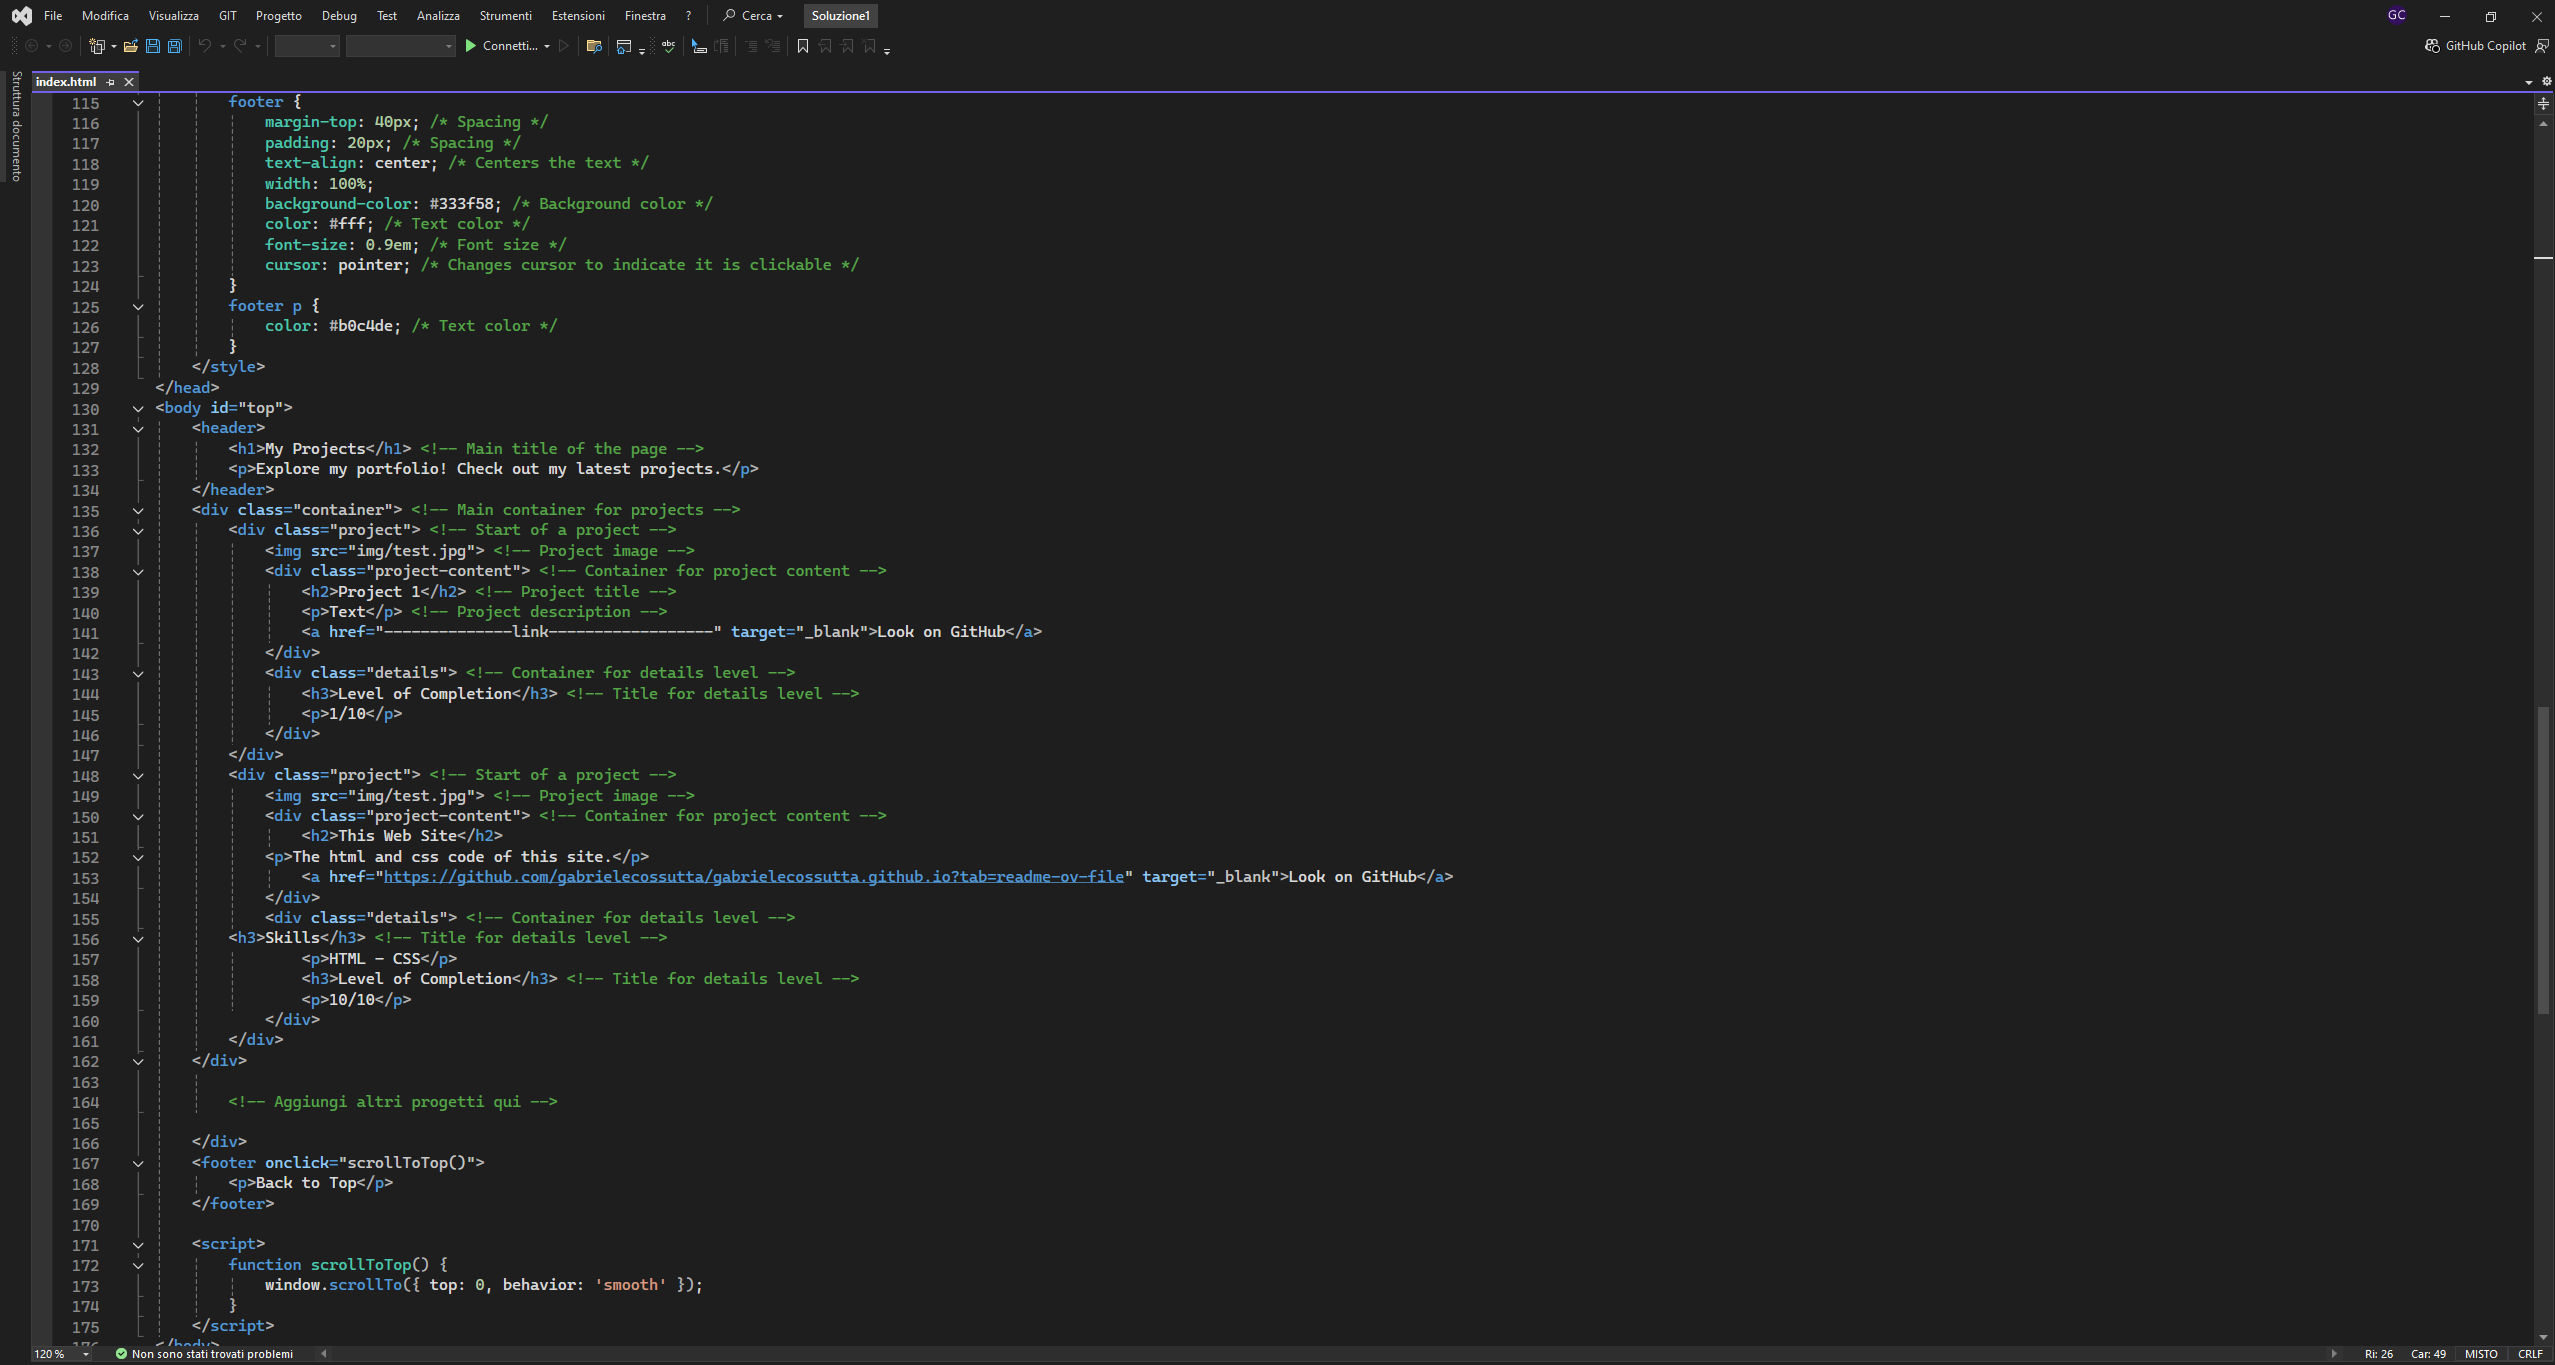 File Modifica Visualizza GIT Progetto Debug Test Analizza Strumenti Estensioni Finestra ? Cerca Soluzione1 GC
Connetti... GitHub Copilot
Struttura documento
index.html
115 footer {
116 margin-top: 40px; /* Spacing */
117 padding: 20px; /* Spacing */
118 text-align: center; /* Centers the text */
119 width: 100%;
120 background-color: #333f58; /* Background color */
121 color: #fff; /* Text color */
122 font-size: 0.9em; /* Font size */
123 cursor: pointer; /* Changes cursor to indicate it is clickable */
124 }
125 footer p {
126 color: #b0c4de; /* Text color */
127 }
128 </style>
129 </head>
130 <body id="top">
131 <header>
132 <h1>My Projects</h1> <!-- Main title of the page -->
133 <p>Explore my portfolio! Check out my latest projects.</p>
134 </header>
135 <div class="container"> <!-- Main container for projects -->
136 <div class="project"> <!-- Start of a project -->
137 <img src="img/test.jpg"> <!-- Project image -->
138 <div class="project-content"> <!-- Container for project content -->
139 <h2>Project 1</h2> <!-- Project title -->
140 <p>Text</p> <!-- Project description -->
141 <a href="--------------link------------------" target="_blank">Look on GitHub</a>
142 </div>
143 <div class="details"> <!-- Container for details level -->
144 <h3>Level of Completion</h3> <!-- Title for details level -->
145 <p>1/10</p>
146 </div>
147 </div>
148 <div class="project"> <!-- Start of a project -->
149 <img src="img/test.jpg"> <!-- Project image -->
150 <div class="project-content"> <!-- Container for project content -->
151 <h2>This Web Site</h2>
152 <p>The html and css code of this site.</p>
153 <a href="https://github.com/gabrielecossutta/gabrielecossutta.github.io?tab=readme-ov-file" target="_blank">Look on GitHub</a>
154 </div>
155 <div class="details"> <!-- Container for details level -->
156 <h3>Skills</h3> <!-- Title for details level -->
157 <p>HTML - CSS</p>
158 <h3>Level of Completion</h3> <!-- Title for details level -->
159 <p>10/10</p>
160 </div>
161 </div>
162 </div>
163
164 <!-- Aggiungi altri progetti qui -->
165
166 </div>
167 <footer onclick="scrollToTop()">
168 <p>Back to Top</p>
169 </footer>
170
171 <script>
172 function scrollToTop() {
173 window.scrollTo({ top: 0, behavior: 'smooth' });
174 }
175 </script>
176 </body>
120 % Non sono stati trovati problemi Ri: 26 Car: 49 MISTO CRLF